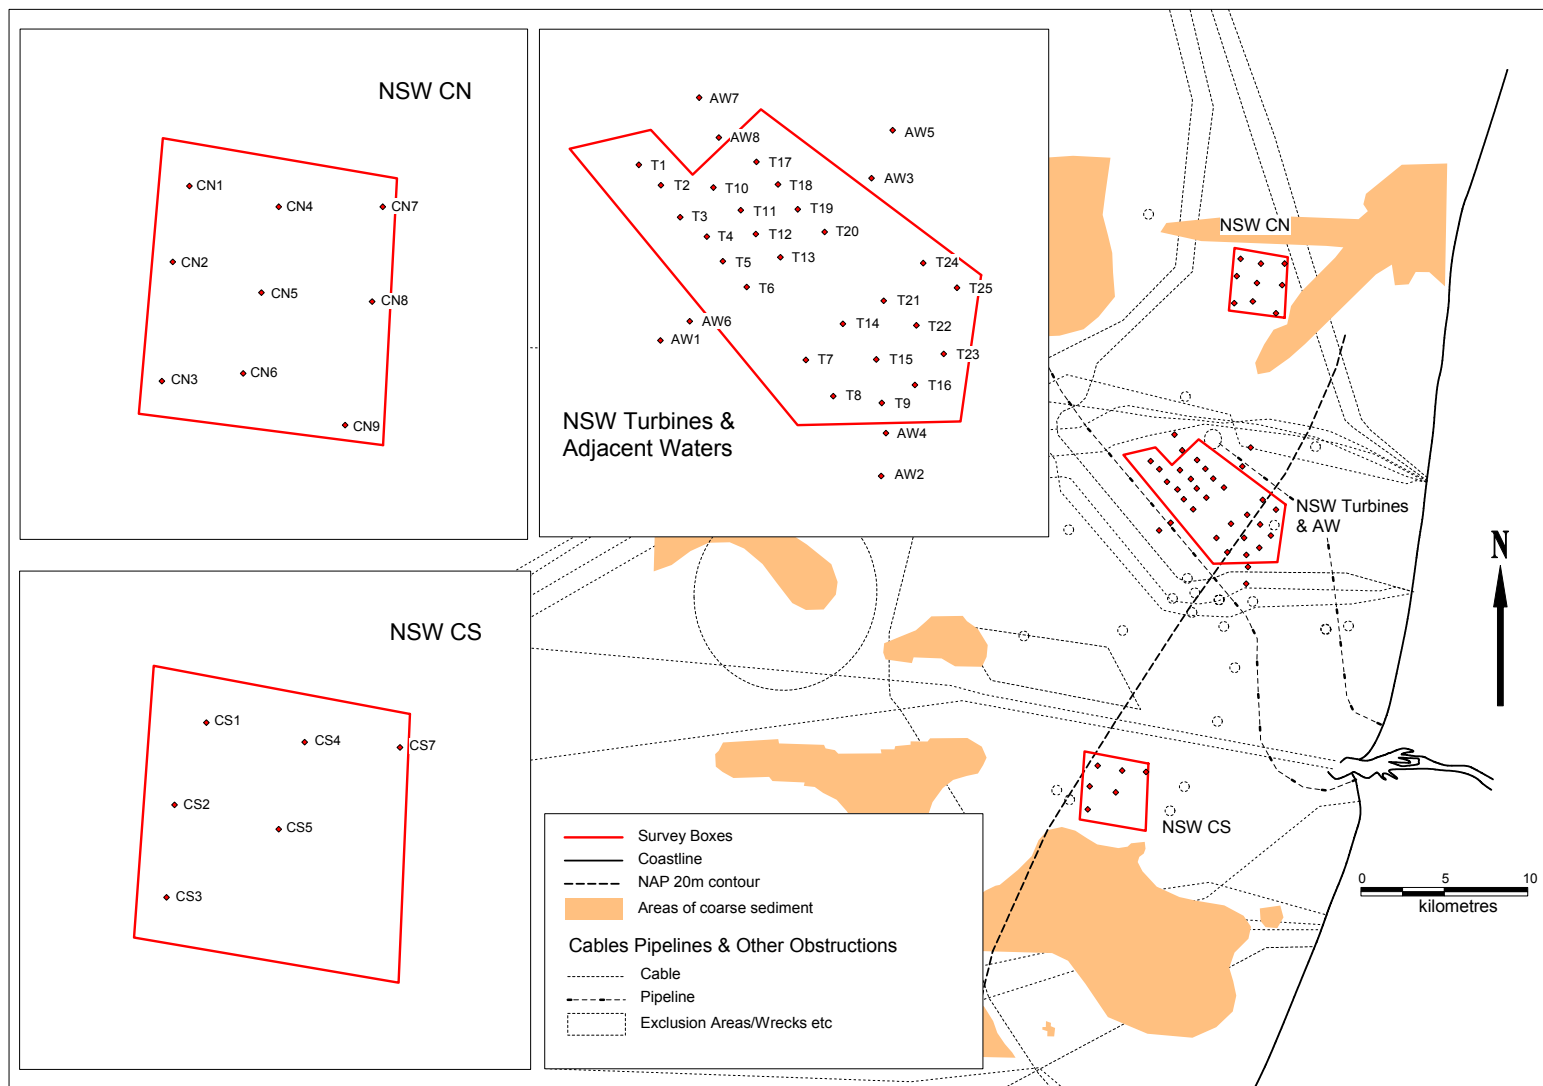 NSW CN
CN1
CN4
CN7
CN2
CN5
CN8
CN3
CN6
CN9
AW7
AW8
AW5
T1
T17
AW3
T2
T10
T18
T3
T11
T19
T4
T12
T20
T5
T13
T24
T6
T25
T21
AW6
T14
T22
AW1
T7
T15
T23
T8
T16
T9
NSW Turbines &
Adjacent Waters
AW4
AW2
NSW CS
CS1
CS4
CS7
CS2
CS5
CS3
NSW CN
NSW Turbines
& AW
N
NSW CS
0
5
10
kilometres
Survey Boxes
Coastline
NAP 20m contour
Areas of coarse sediment
Cables Pipelines & Other Obstructions
Cable
Pipeline
Exclusion Areas/Wrecks etc